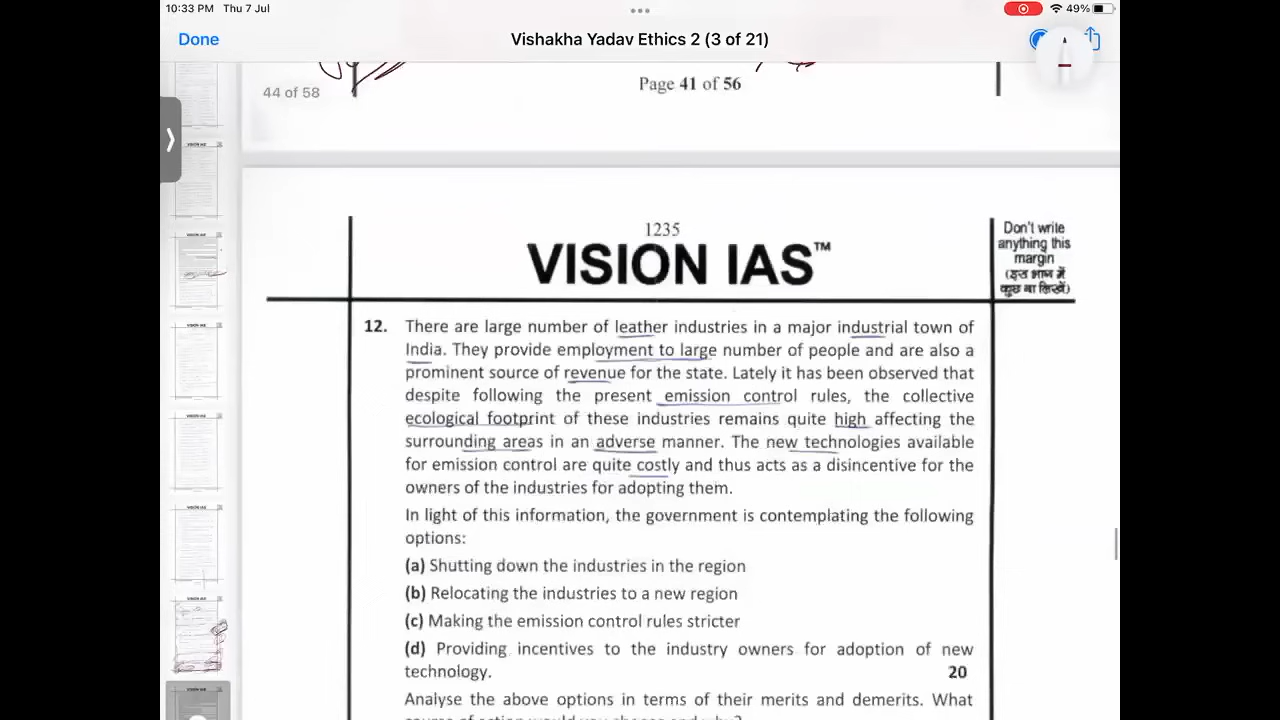 10:33 PM Thu 7 Jul
49%
Done
Vishakha Yadav Ethics 2 (3 of 21)
44 of 58
Page 41 of 56
1235
VISION IAS™
Don't write
anything this
margin
(इस भाग में
कुछ ना लिखें)
12. There are large number of leather industries in a major industrial town of
India. They provide employment to large number of people and are also a
prominent source of revenue for the state. Lately it has been observed that
despite following the present emission control rules, the collective
ecological footprint of these industries remains quite high affecting the
surrounding areas in an adverse manner. The new technologies available
for emission control are quite costly and thus acts as a disincentive for the
owners of the industries for adopting them.
In light of this information, the government is contemplating the following
options:
(a) Shutting down the industries in the region
(b) Relocating the industries to a new region
(c) Making the emission control rules stricter
(d) Providing incentives to the industry owners for adoption of new
technology. 20
Analyse the above options in terms of their merits and demerits. What